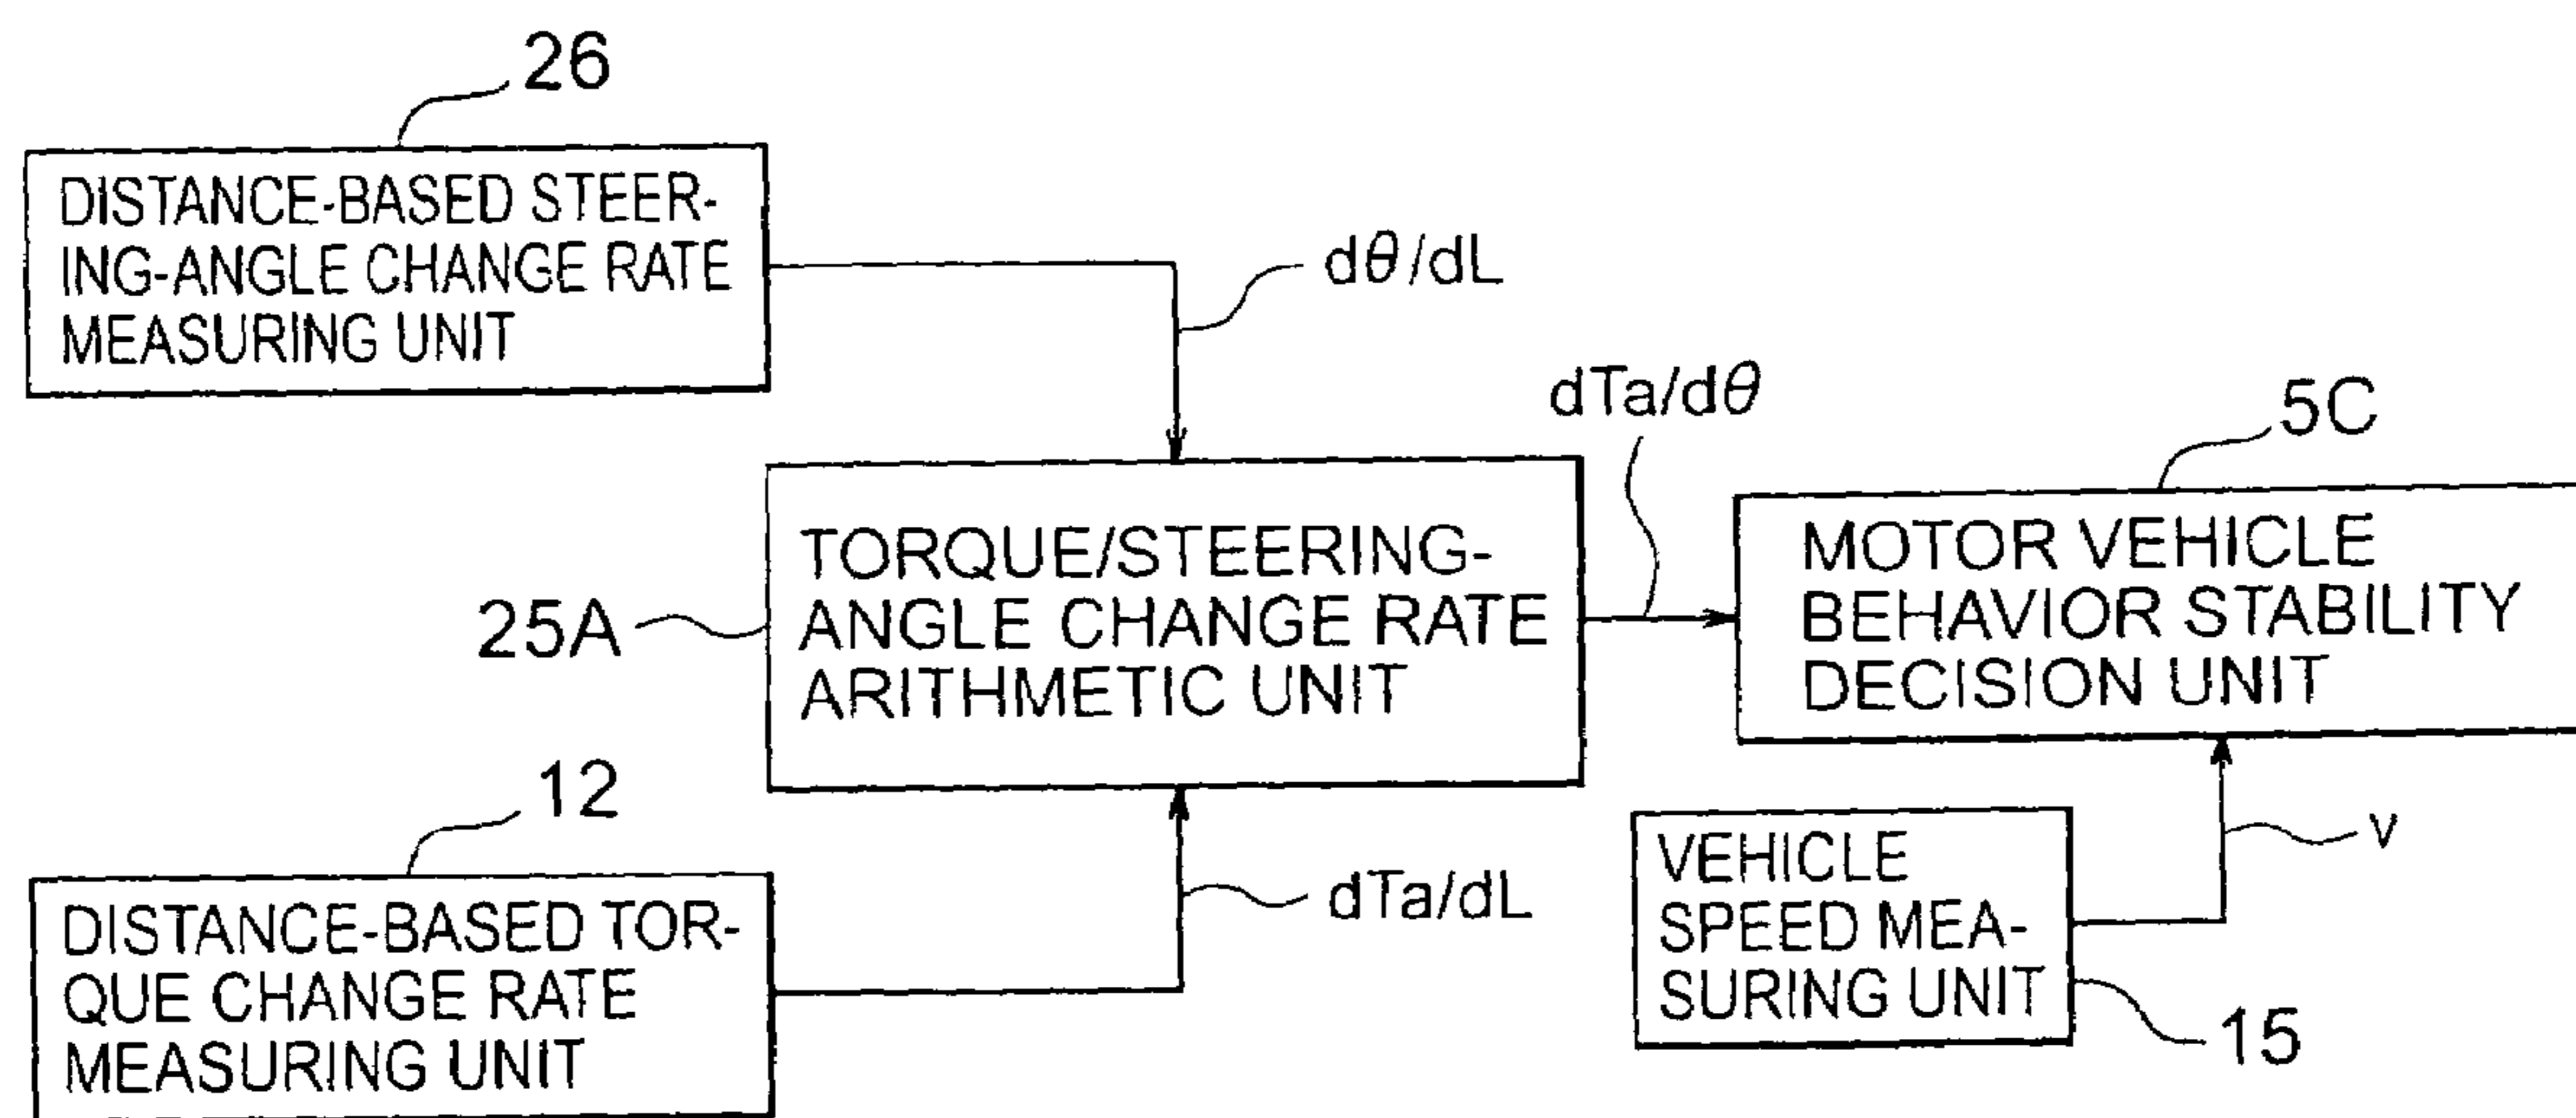 26
DISTANCE-BASED STEER-
ING-ANGLE CHANGE RATE
MEASURING UNIT
dθ/dL
dTa/dθ
5C
25A
TORQUE/STEERING-
ANGLE CHANGE RATE
ARITHMETIC UNIT
MOTOR VEHICLE
BEHAVIOR STABILITY
DECISION UNIT
12
DISTANCE-BASED TOR-
QUE CHANGE RATE
MEASURING UNIT
dTa/dL
VEHICLE
SPEED MEA-
SURING UNIT
v
15